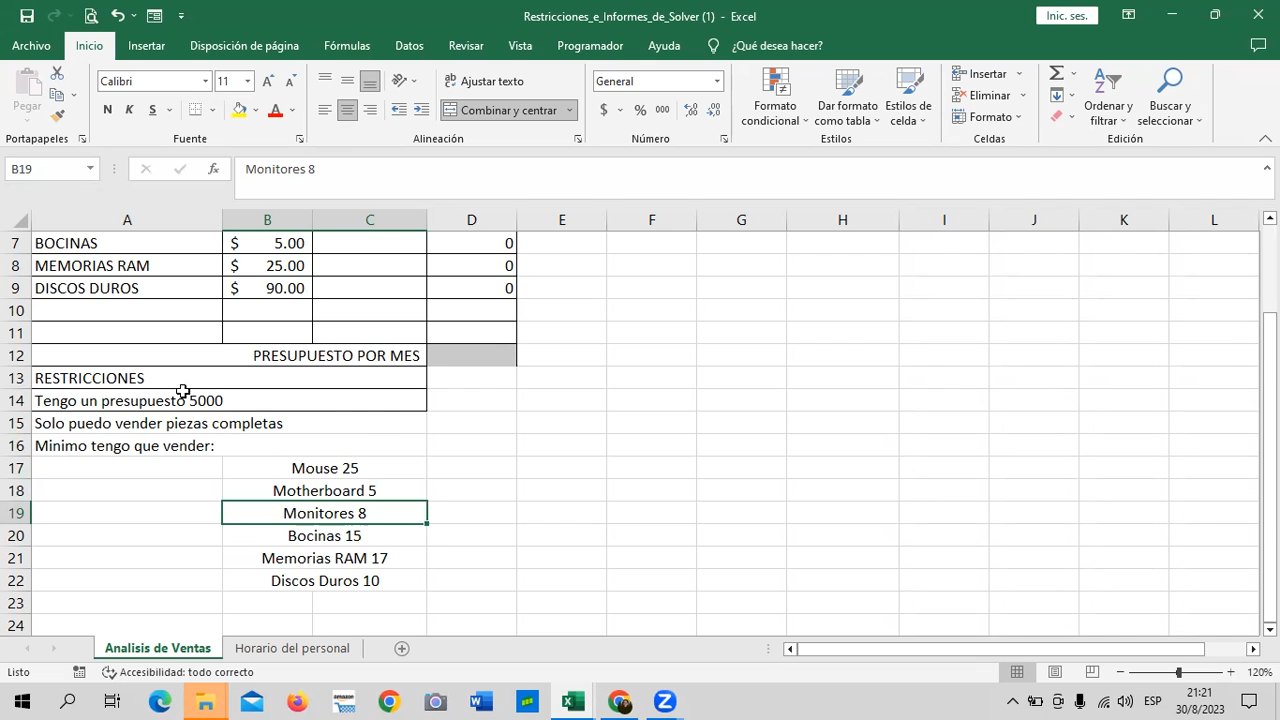 Restricciones_e_Informes_de_Solver (1) - Excel
Inic. ses.
Archivo Inicio Insertar Disposición de página Fórmulas Datos Revisar Vista Programador Ayuda ¿Qué desea hacer?
Pegar
Calibri 11
N K S
Ajustar texto
Combinar y centrar
General
$ % 000
Formato condicional
Dar formato como tabla
Estilos de celda
Insertar
Eliminar
Formato
Ordenar y filtrar
Buscar y seleccionar
Portapapeles Fuente Alineación Número Estilos Celdas Edición
B19 fx Monitores 8
A B C D E F G H I J K L
7 BOCINAS $ 5.00 0
8 MEMORIAS RAM $ 25.00 0
9 DISCOS DUROS $ 90.00 0
10
11
12 PRESUPUESTO POR MES
13 RESTRICCIONES
14 Tengo un presupuesto 5000
15 Solo puedo vender piezas completas
16 Minimo tengo que vender:
17 Mouse 25
18 Motherboard 5
19 Monitores 8
20 Bocinas 15
21 Memorias RAM 17
22 Discos Duros 10
23
24
Analisis de Ventas Horario del personal
Listo Accesibilidad: todo correcto 120%
ESP
21:21
30/8/2023